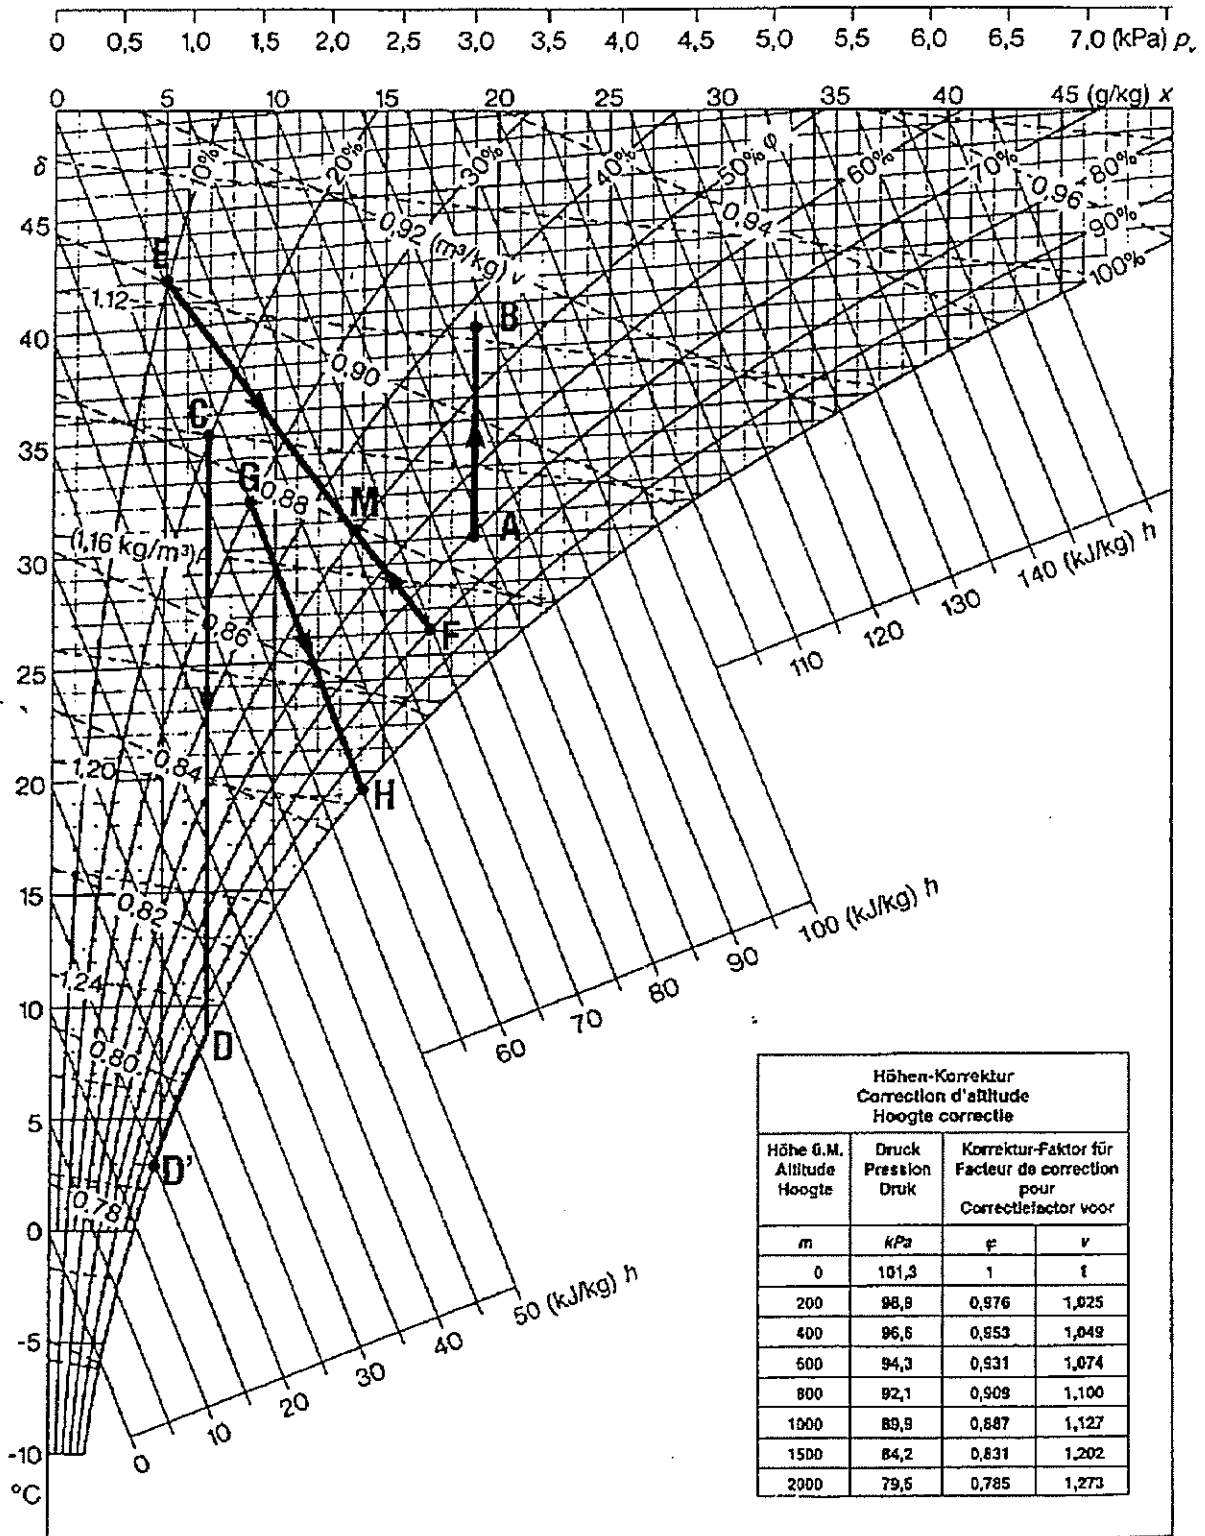 0 0,5 1,0 1,5 2,0 2,5 3,0 3,5 4,0 4,5 5,0 5,5 6,0 6,5 7,0 (kPa) pᵥ
0 5 10 15 20 25 30 35 40 45 (g/kg) x
10% 20% 30% 40% 50% φ 60% 70% 80%
90%
100%
δ
45
40
35
30
25
20
15
10
5
0
-5
-10
°C
0,92 (m³/kg) v
0,94
0,96
E
1,12
B
0,90
C
G
0,88
M
A
(1,16 kg/m³)
0,86
F
1,20
0,84
H
0,82
1,24
0,80
D
D'
0,78
110 120 130 140 (kJ/kg) h
60 70 80 90 100 (kJ/kg) h
0 10 20 30 40 50 (kJ/kg) h
Höhen-Korrektur
Correction d'altitude
Hoogte correctie
Höhe ü.M. Druck Korrektur-Faktor für
Altitude Pression Facteur de correction
Hoogte Druk pour
Correctiefactor voor
m kPa φ v
0 101,3 1 1
200 98,9 0,976 1,025
400 96,6 0,953 1,049
600 94,3 0,931 1,074
800 92,1 0,909 1,100
1000 89,9 0,887 1,127
1500 84,2 0,831 1,202
2000 79,5 0,785 1,273